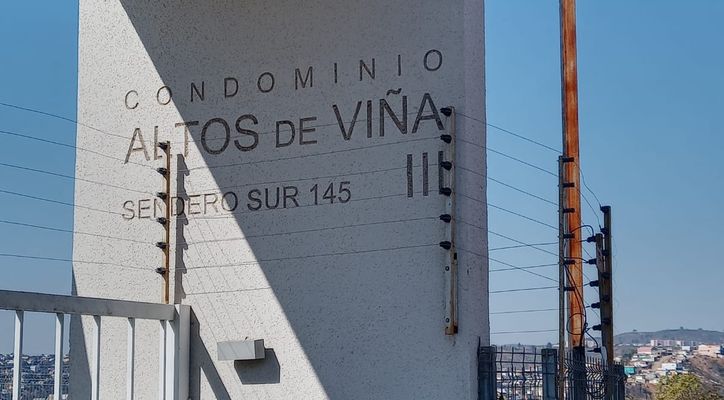 CONDOMINIO
ALTOS DE VIÑA
III
SENDERO SUR 145